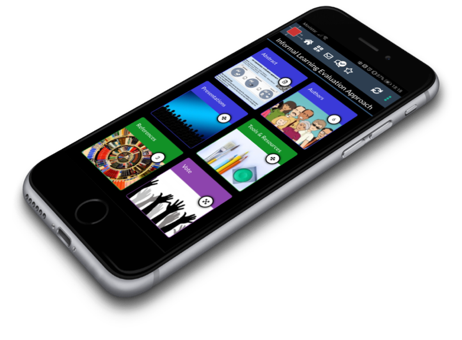 Informal Learning Evaluation Approach
Abstract
Authors
Presentations
Tools & Resources
References
Vote